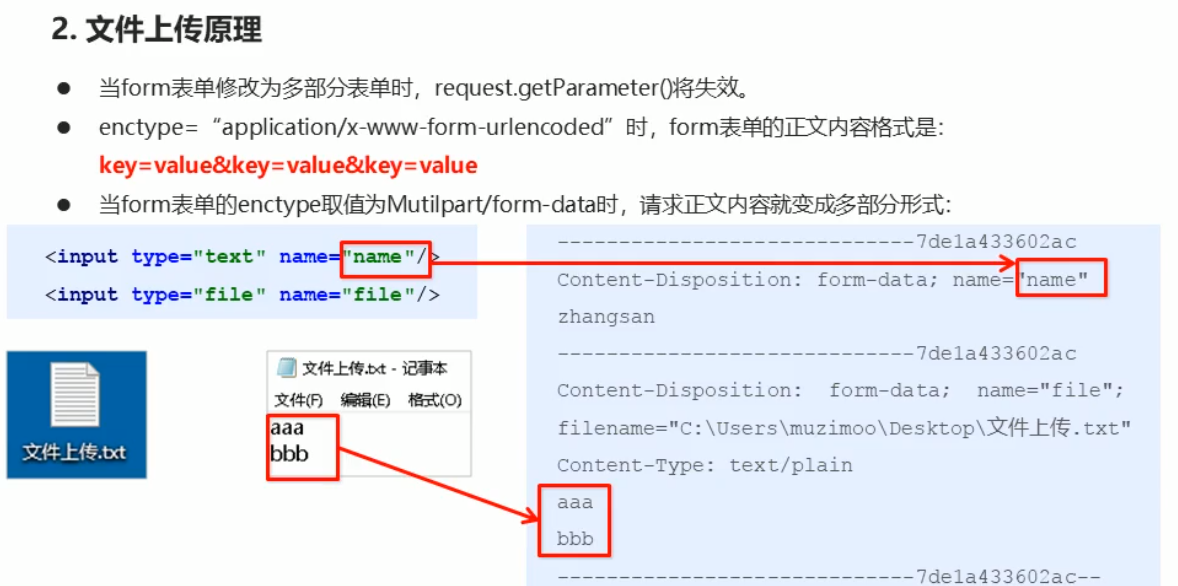 2. 文件上传原理
● 当form表单修改为多部分表单时，request.getParameter()将失效。
● enctype=“application/x-www-form-urlencoded”时，form表单的正文内容格式是：
key=value&key=value&key=value
● 当form表单的enctype取值为Mutilpart/form-data时，请求正文内容就变成多部分形式：
<input type="text" name="name"/>
<input type="file" name="file"/>
文件上传.txt
文件上传.txt - 记事本
文件(F) 编辑(E) 格式(O)
aaa
bbb
-----------------------------7de1a433602ac
Content-Disposition: form-data; name="name"
zhangsan
-----------------------------7de1a433602ac
Content-Disposition: form-data; name="file";
filename="C:\Users\muzimoo\Desktop\文件上传.txt"
Content-Type: text/plain
aaa
bbb
-----------------------------7de1a433602ac--